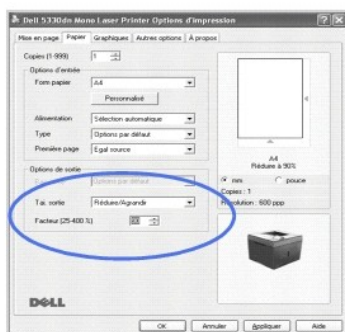 Dell 5330dn Mono Laser Printer Options d'impression
Mise en page Papier Graphiques Autres options À propos
Copies (1-999) 1
Options d'entrée
Form papier A4
Personnalisé
Alimentation Sélection automatique
Type Options par défaut
Première page Egal source
A4
Réduire à 90%
mm pouce
Copies : 1
Résolution : 600 ppp
Options de sortie
Options par défaut
Tai. sortie Réduire/Agrandir
Facteur (25-400 %)
DELL
OK Annuler Appliquer Aide